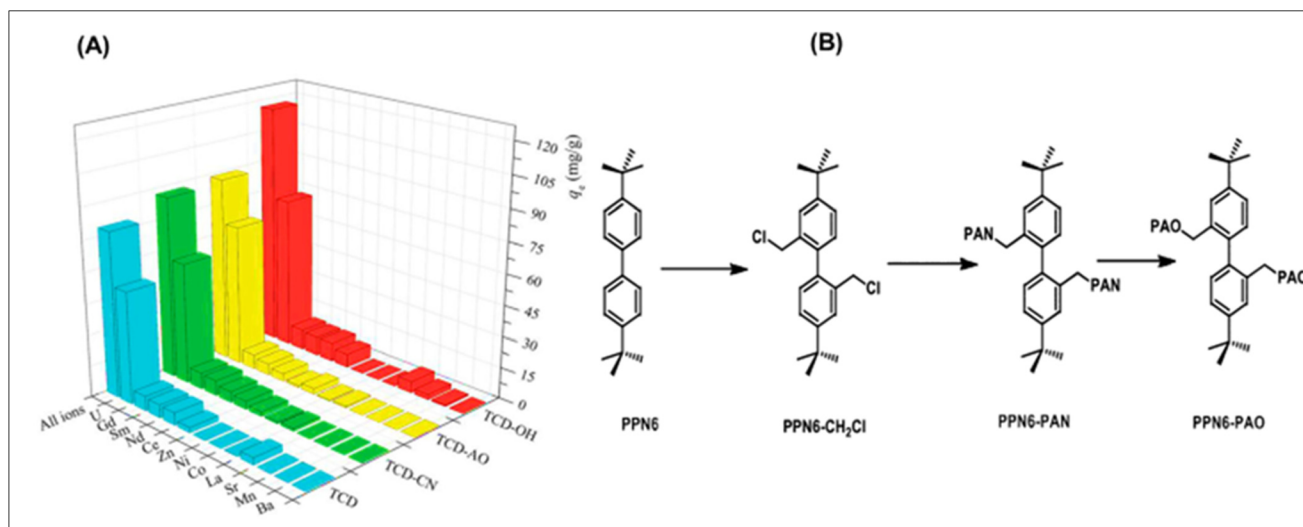 (A)
(B)
120
105
90
75
60
45
30
15
0
qe (mg/g)
All ions
U
Gd
Sm
Nd
Ce
Zn
Ni
Co
La
Sr
Mn
Ba
TCD
TCD-CN
TCD-AO
TCD-OH
Cl
Cl
PAN
PAN
PAO
PAO
PPN6
PPN6-CH₂Cl
PPN6-PAN
PPN6-PAO